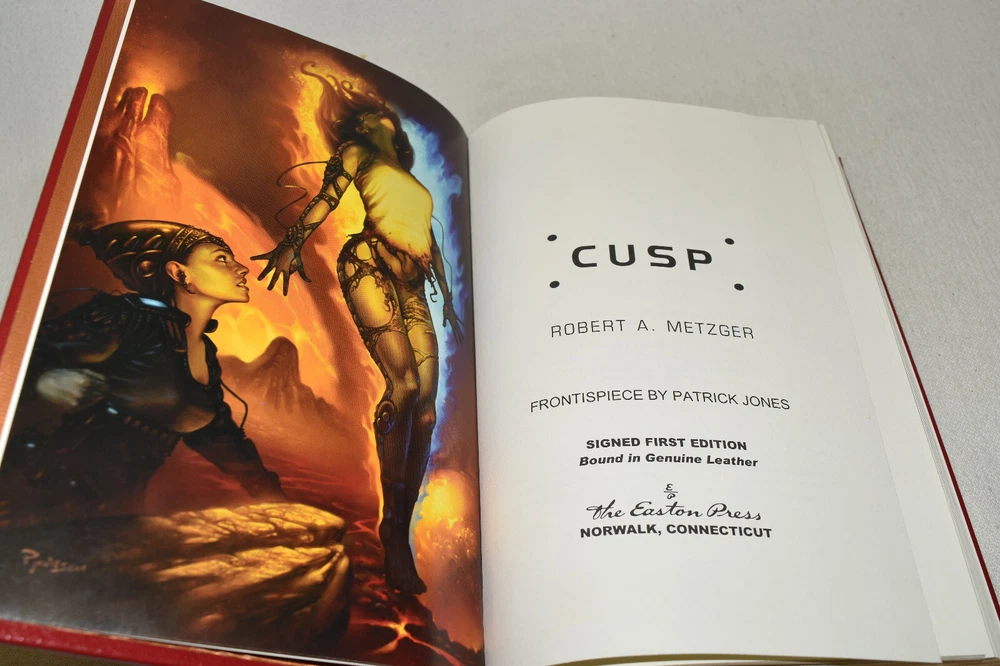 CUSP
ROBERT A. METZGER
FRONTISPIECE BY PATRICK JONES
SIGNED FIRST EDITION
Bound in Genuine Leather
the Easton Press
NORWALK, CONNECTICUT